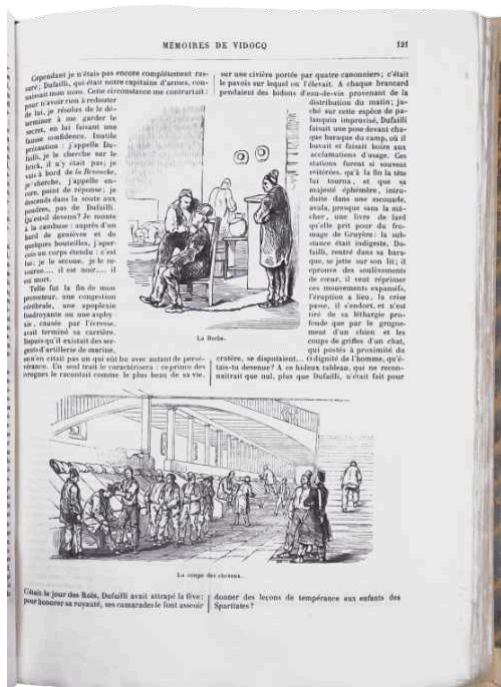 MÉMOIRES DE VIDOCQ
121
Cependant je n'étais pas encore complètement ras-
suré; Dufailli, qui était notre capitaine d'armes, con-
naissait mon nom. Cette circonstance me contrariait:
pour n'avoir rien à redouter
de lui, je résolus de le dé-
terminer à me garder le
secret, en lui faisant une
fausse confidence. Inutile
précaution : j'appelle Du-
failli, je le cherche sur le
brick, il n'y était pas; je
vais à bord de la Revanche,
je cherche, j'appelle en-
core, point de réponse; je
descends dans la soute aux
poudres, pas de Dufailli.
Qu'est-il devenu? Je monte
à la cambuse : auprès d'un
baril de genièvre et de
quelques bouteilles, j'aper-
çois un corps étendu : c'est
lui; je le secoue, je le re-
tourne.... il est noir.... il
est mort.
Telle fut la fin de mon
protecteur, une congestion
cérébrale, une apoplexie
foudroyante ou une asphy-
xie, causée par l'ivresse,
avait terminé sa carrière.
Depuis qu'il existait des ser-
gents d'artillerie de marine,
on n'en citait pas un qui eût bu avec autant de persé-
vérance. Un seul trait le caractérisera : ce prince des
ivrognes le racontait comme le plus beau de sa vie.
La Boche.
C'était le jour des Rois, Dufailli avait attrapé la fève;
pour honorer sa royauté, ses camarades le font asseoir
sur une civière portée par quatre canonniers; c'était
le pavois sur lequel on l'élevait. A chaque brancard
pendaient des bidons d'eau-de-vie provenant de la
distribution du matin; ju-
ché sur cette espèce de pa-
lanquin improvisé, Dufailli
faisait une pose devant cha-
que baraque du camp, où il
buvait et faisait boire aux
acclamations d'usage. Ces
stations furent si souvent
réitérées, qu'à la fin la tête
lui tourna, et que sa
majesté éphémère, intro-
duite dans une escouade,
avala, presque sans la mâ-
cher, une livre de lard
qu'elle prit pour du fro-
mage de Gruyère: la sub-
stance était indigeste. Du-
failli, rentré dans sa bara-
que, se jette sur son lit; il
éprouve des soulèvements
de cœur, il veut réprimer
ces mouvements expansifs,
l'éruption a lieu, la crise
passe, il s'endort, et n'est
tiré de sa léthargie pro-
fonde que par le grogne-
ment d'un chien et les
coups de griffes d'un chat,
qui postés à proximité du
cratère, se disputaient... O dignité de l'homme, qu'é-
tais-tu devenue? A ce hideux tableau, qui ne recon-
naîtrait que nul, plus que Dufailli, n'était fait pour
La coupe des cheveux.
donner des leçons de tempérance aux enfants des
Spartiates?